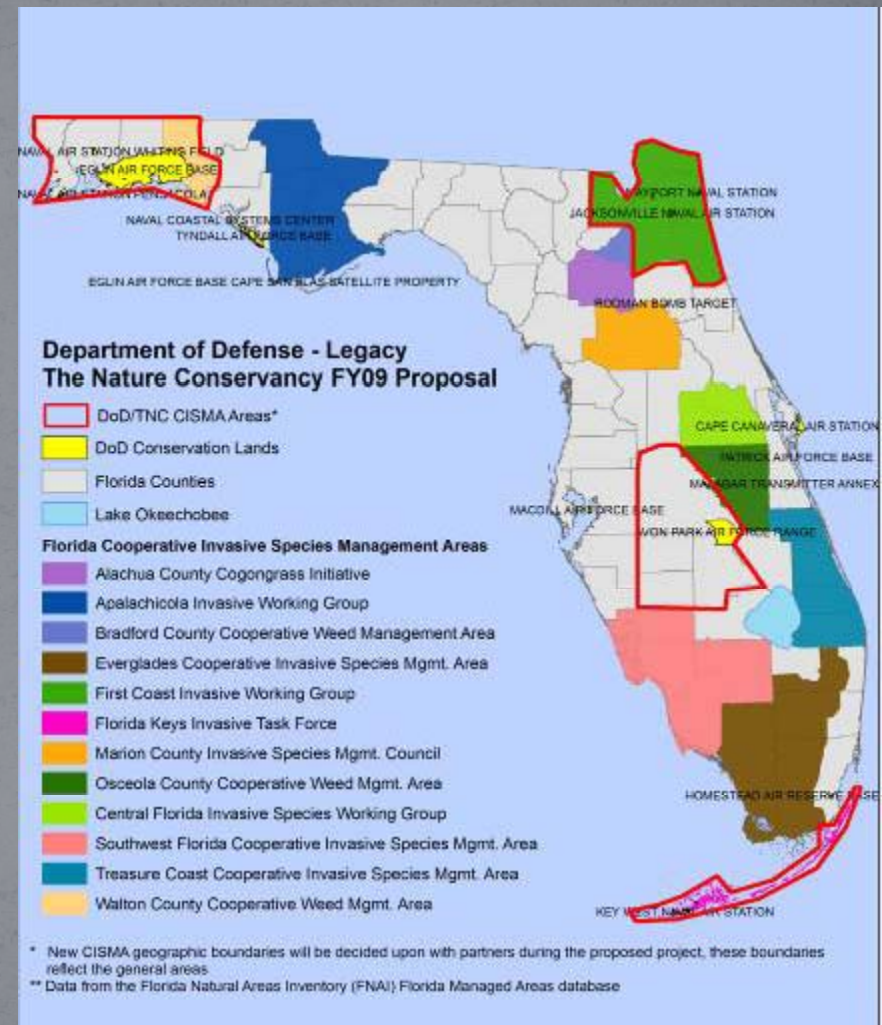 NAVAL AIR STATION WHITING FIELD
EGLIN AIR FORCE BASE
NAVAL AIR STATION PENSACOLA
NAVAL COASTAL SYSTEMS CENTER
TYNDALL AIR FORCE BASE
EGLIN AIR FORCE BASE CAPE SAN BLAS SATELLITE PROPERTY
MAYPORT NAVAL STATION
JACKSONVILLE NAVAL AIR STATION
RODMAN BOMB TARGET
CAPE CANAVERAL AIR STATION
PATRICK AIR FORCE BASE
MALABAR TRANSMITTER ANNEX
MACDILL AIR FORCE BASE
AVON PARK AIR FORCE RANGE
HOMESTEAD AIR RESERVE BASE
KEY WEST NAVAL AIR STATION
Department of Defense - Legacy
The Nature Conservancy FY09 Proposal
DoD/TNC CISMA Areas*
DoD Conservation Lands
Florida Counties
Lake Okeechobee
Florida Cooperative Invasive Species Management Areas
Alachua County Cogongrass Initiative
Apalachicola Invasive Working Group
Bradford County Cooperative Weed Management Area
Everglades Cooperative Invasive Species Mgmt. Area
First Coast Invasive Working Group
Florida Keys Invasive Task Force
Marion County Invasive Species Mgmt. Council
Osceola County Cooperative Weed Mgmt. Area
Central Florida Invasive Species Working Group
Southwest Florida Cooperative Invasive Species Mgmt. Area
Treasure Coast Cooperative Invasive Species Mgmt. Area
Walton County Cooperative Weed Mgmt. Area
* New CISMA geographic boundaries will be decided upon with partners during the proposed project, these boundaries
reflect the general areas
** Data from the Florida Natural Areas Inventory (FNAI) Florida Managed Areas database